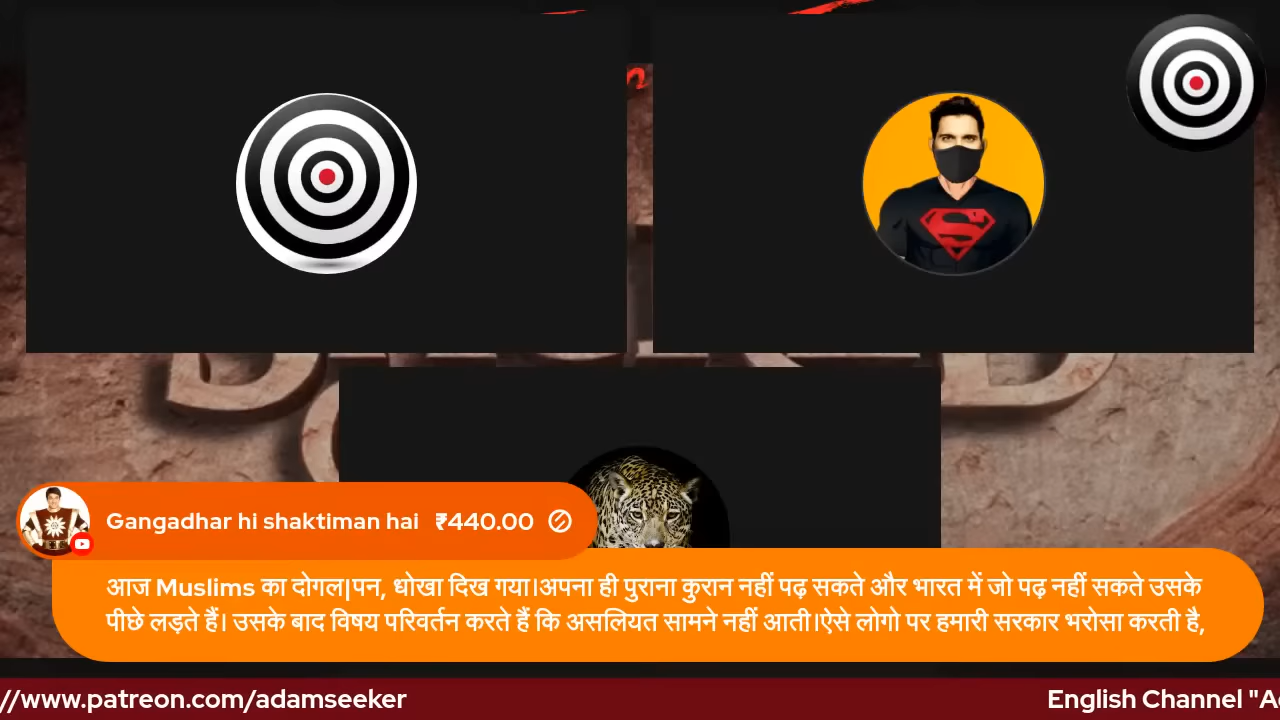 Gangadhar hi shaktiman hai ₹440.00
आज Muslims का दोगल|पन, धोखा दिख गया।अपना ही पुराना कुरान नहीं पढ़ सकते और भारत में जो पढ़ नहीं सकते उसके
पीछे लड़ते हैं। उसके बाद विषय परिवर्तन करते हैं कि असलियत सामने नहीं आती।ऐसे लोगो पर हमारी सरकार भरोसा करती है,
//www.patreon.com/adamseeker
English Channel "A